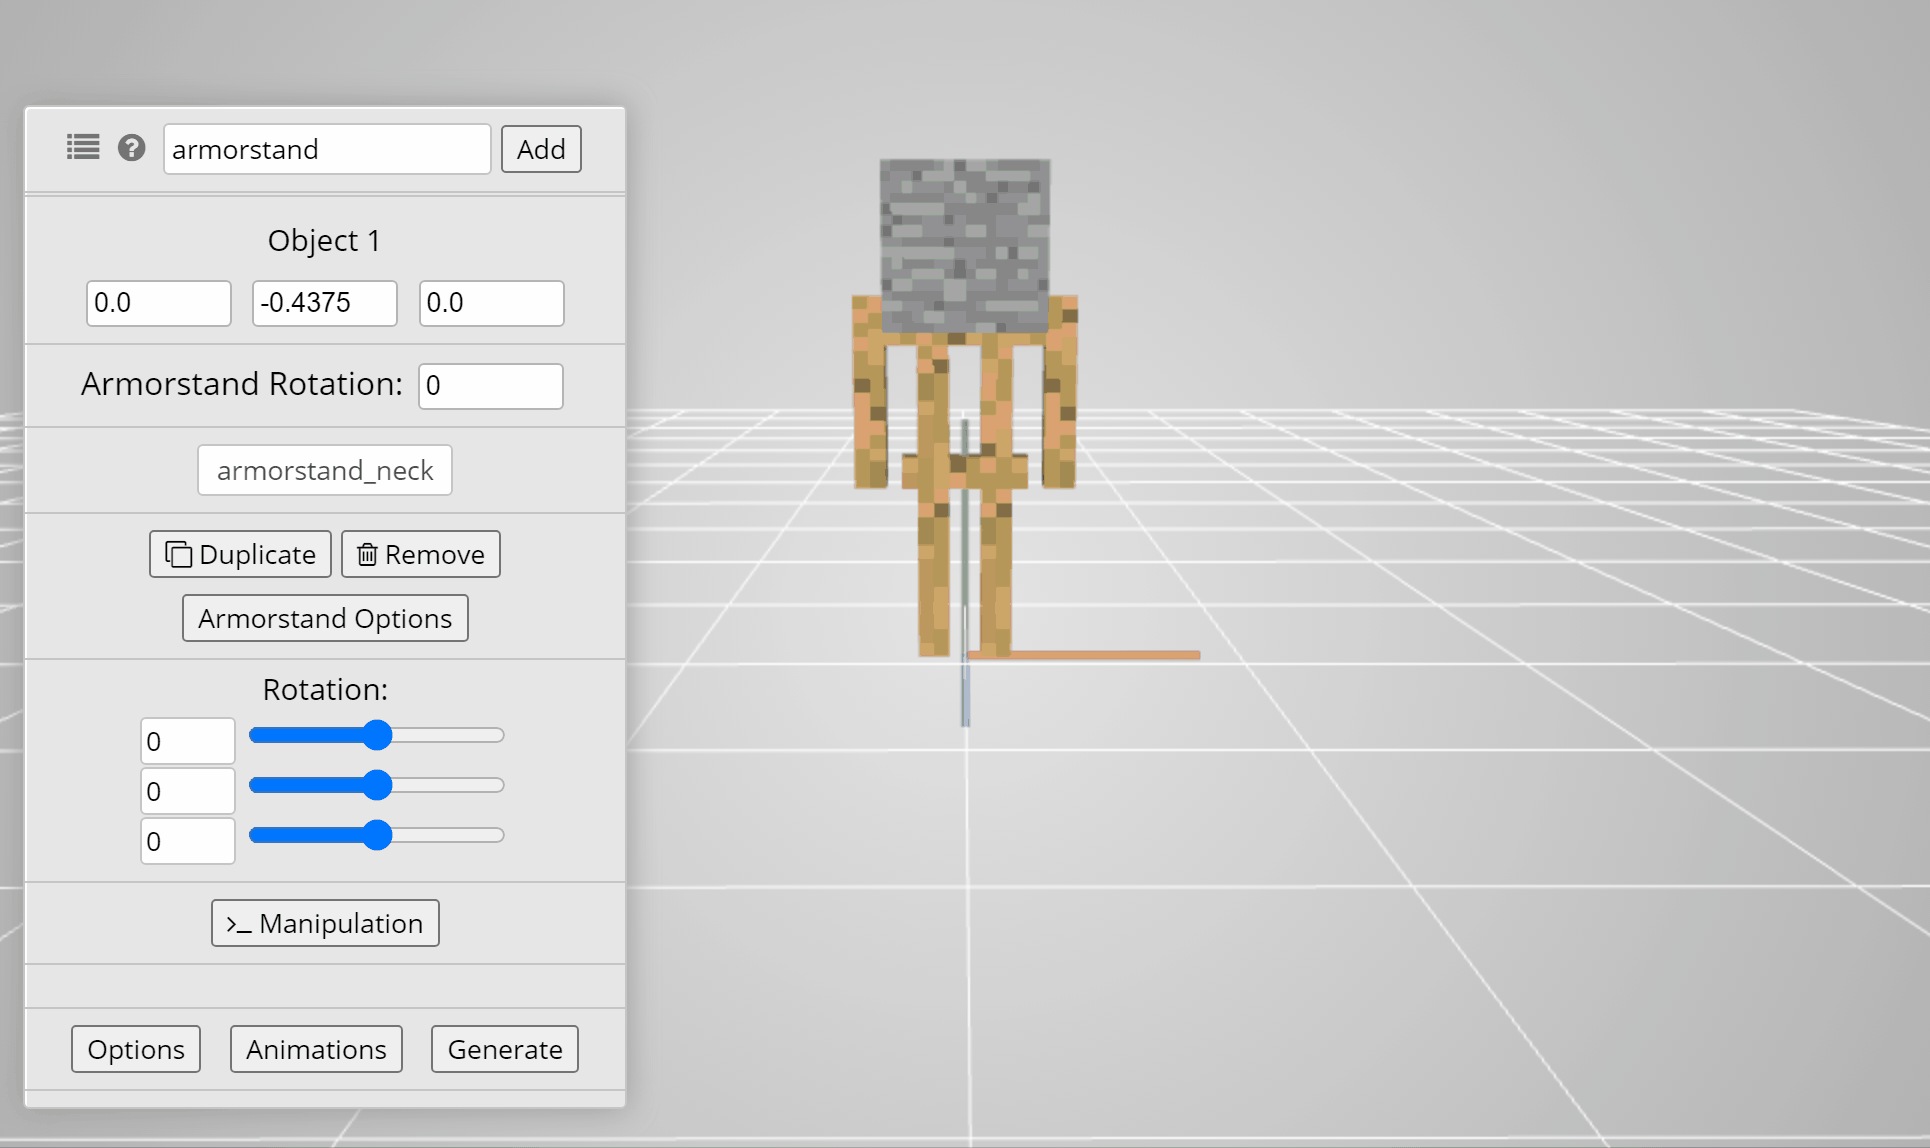 armorstand Add
Object 1
0.0 -0.4375 0.0
Armorstand Rotation: 0
armorstand_neck
Duplicate Remove
Armorstand Options
Rotation:
0
0
0
>_ Manipulation
Options Animations Generate